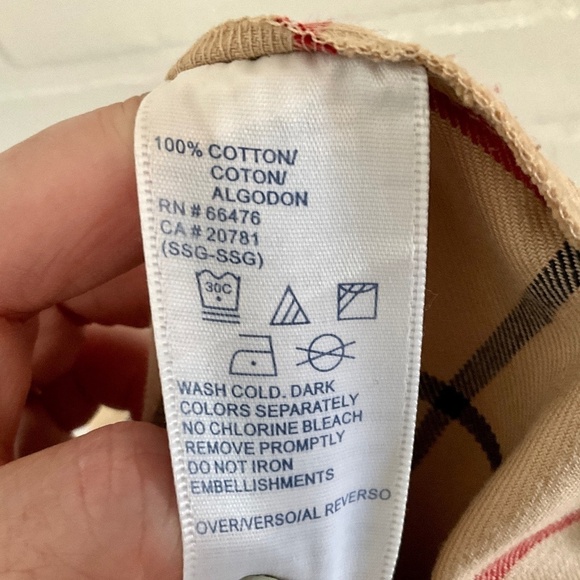 100% COTTON/
COTON/
ALGODON
RN # 66476
CA # 20781
(SSG-SSG)
30C
WASH COLD. DARK
COLORS SEPARATELY
NO CHLORINE BLEACH
REMOVE PROMPTLY
DO NOT IRON
EMBELLISHMENTS
OVER/VERSO/AL REVERSO